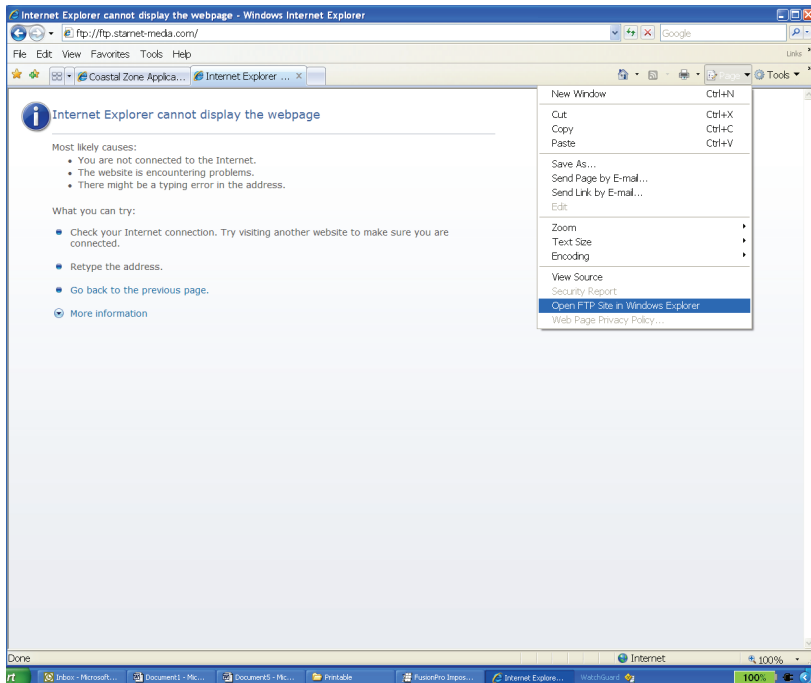 Internet Explorer cannot display the webpage - Windows Internet Explorer
ftp://ftp.starnet-media.com/
Google
File Edit View Favorites Tools Help
Links
Coastal Zone Applica...
Internet Explorer ...
Page
Tools
Internet Explorer cannot display the webpage
Most likely causes:
• You are not connected to the Internet.
• The website is encountering problems.
• There might be a typing error in the address.
What you can try:
Check your Internet connection. Try visiting another website to make sure you are
connected.
Retype the address.
Go back to the previous page.
More information
New Window Ctrl+N
Cut Ctrl+X
Copy Ctrl+C
Paste Ctrl+V
Save As...
Send Page by E-mail...
Send Link by E-mail...
Edit
Zoom
Text Size
Encoding
View Source
Security Report
Open FTP Site in Windows Explorer
Web Page Privacy Policy...
Done
Internet
100%
rt
Inbox - Microsoft...
Document1 - Mic...
Document5 - Mic...
Printable
FusionPro Impos...
Internet Explore...
WatchGuard
100%